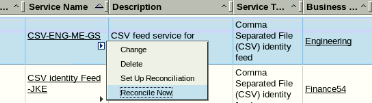 ... Service Name Description Service T... Business ...
CSV-ENG-ME-GS CSV feed service for Comma
Separated File
(CSV) identity
feed Engineering
Change
Delete
Set Up Reconciliation
Reconcile Now
CSV identity Feed
-JKE Comma
Separated File
(CSV) identity
feed Finance54